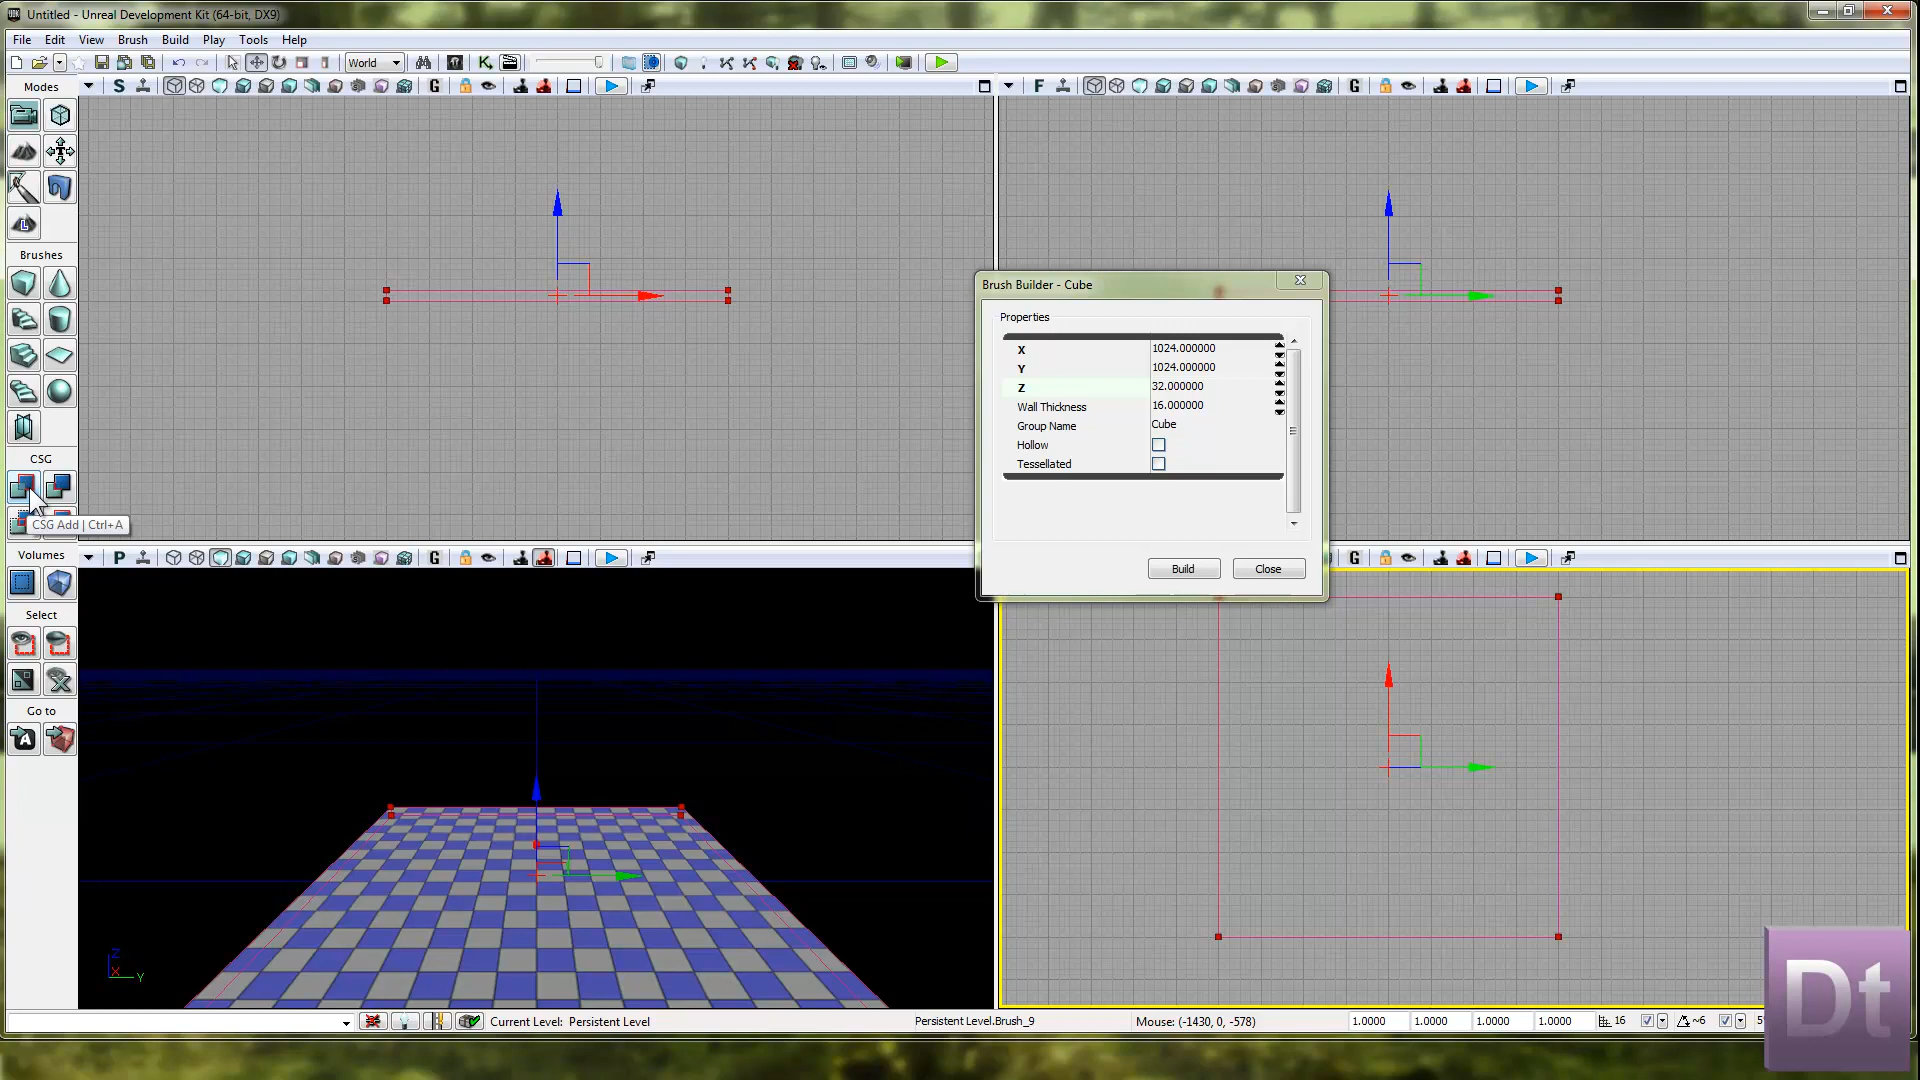 Untitled - Unreal Development Kit (64-bit, DX9)
File Edit View Brush Build Play Tools Help
World
Modes
S G F G
Brushes
CSG
CSG Add | Ctrl+A
Volumes
P G G
Select
Go to
Brush Builder - Cube
Properties
X 1024.000000
Y 1024.000000
Z 32.000000
Wall Thickness 16.000000
Group Name Cube
Hollow
Tessellated
Build Close
Z
X Y
Dt
Current Level: Persistent Level Persistent Level.Brush_9 Mouse: (-1430, 0, -578) 1.0000 1.0000 1.0000 1.0000 16 ~6